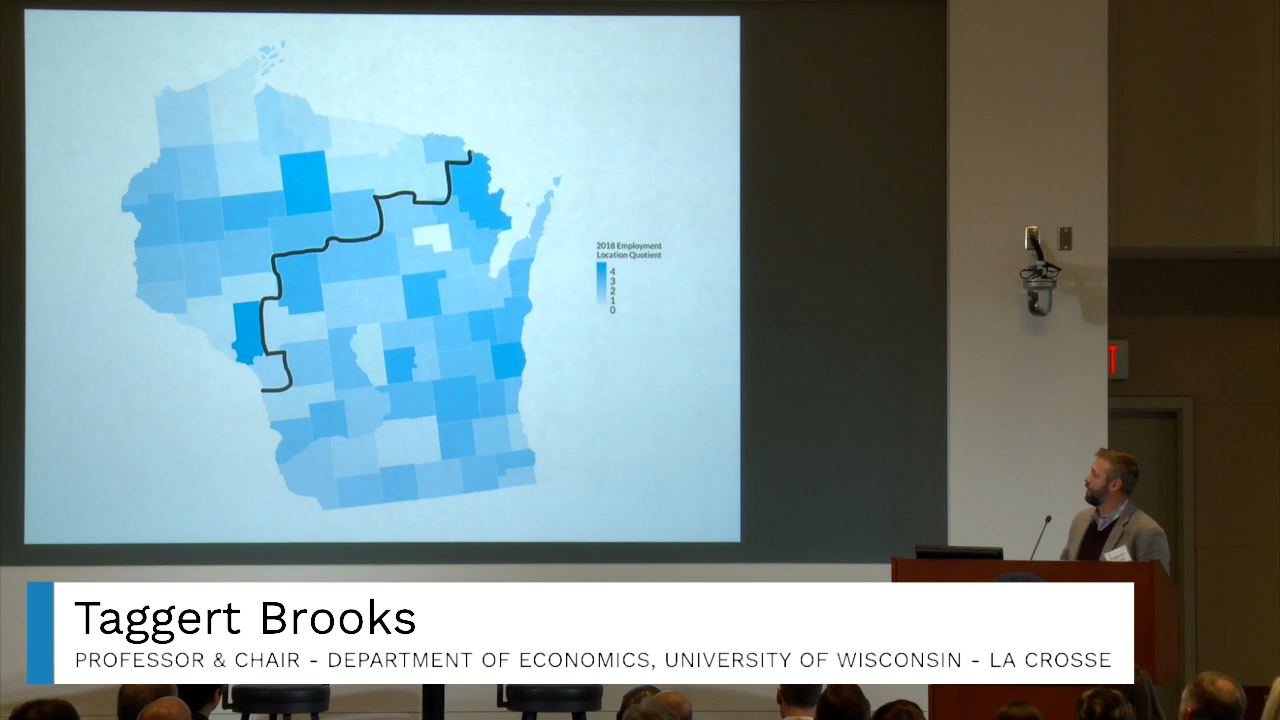 2018 Employment
Location Quotient
4
3
2
1
0
Taggert Brooks
PROFESSOR & CHAIR - DEPARTMENT OF ECONOMICS, UNIVERSITY OF WISCONSIN - LA CROSSE